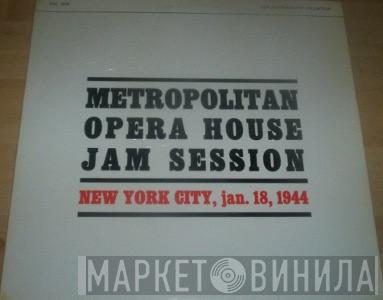 METROPOLITAN
OPERA HOUSE
JAM SESSION
NEW YORK CITY, jan. 18, 1944
МАРКЕТ ВИНИЛА